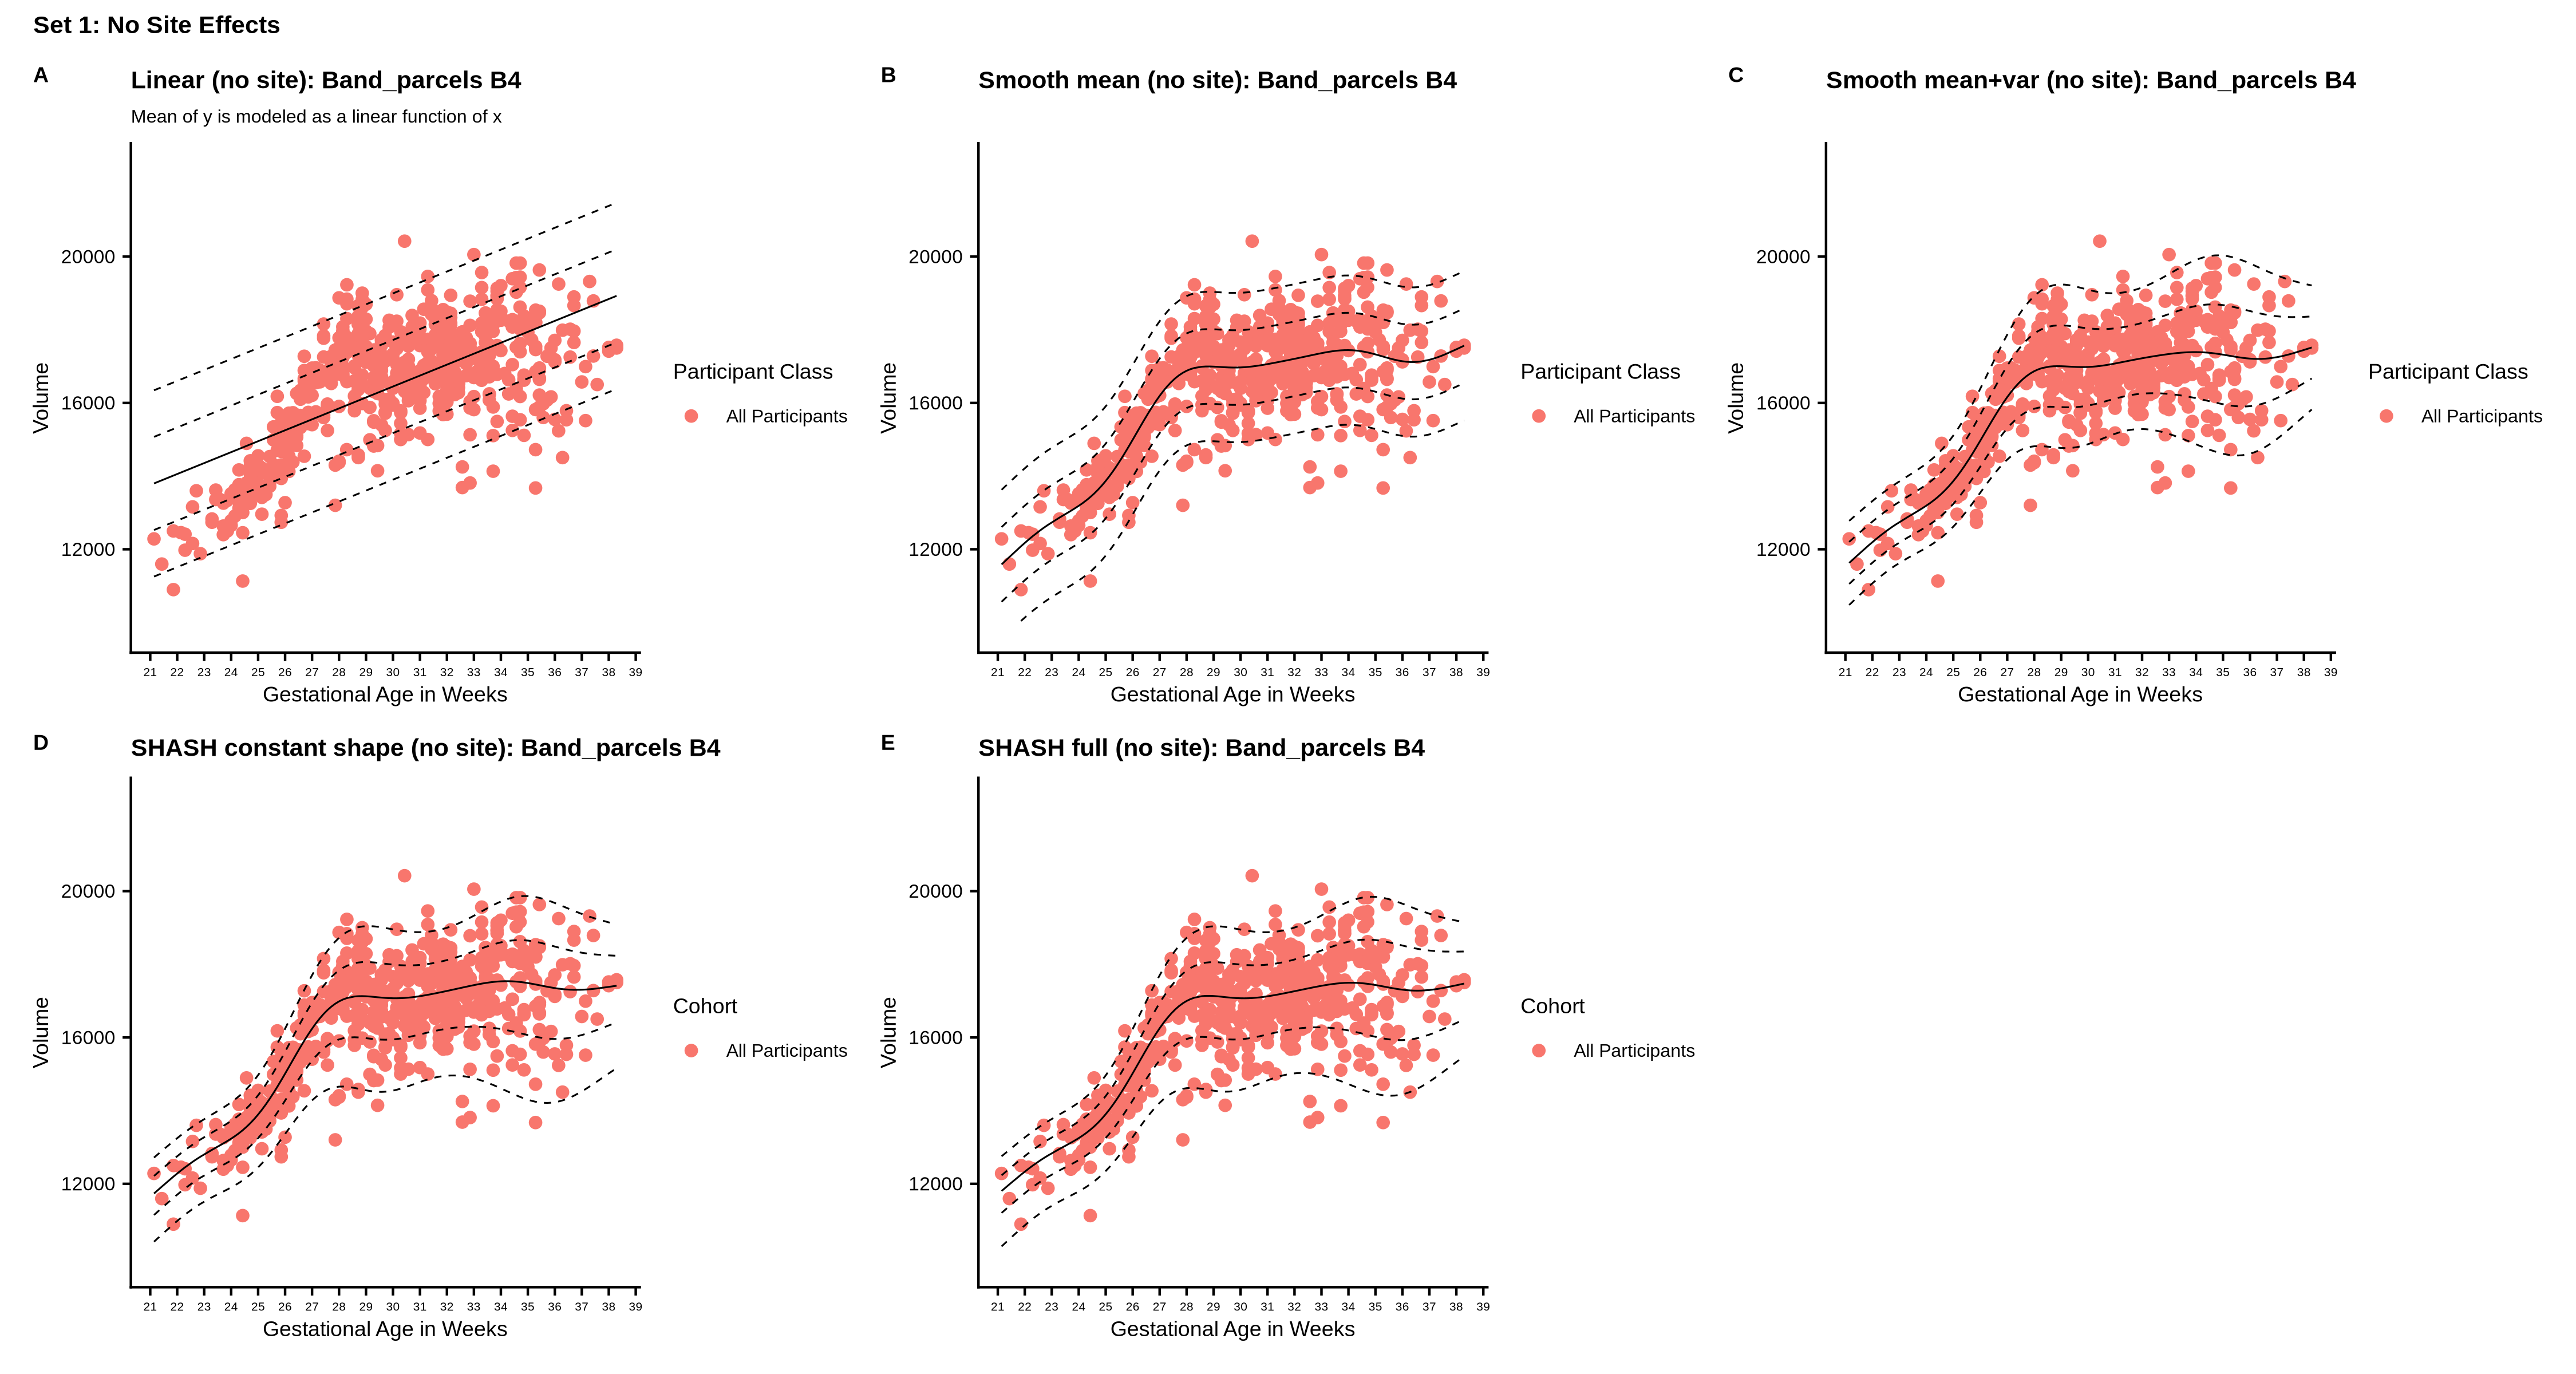 Set 1: No Site Effects
A
Linear (no site): Band_parcels B4
Mean of y is modeled as a linear function of x
Volume
20000
16000
12000
21 22 23 24 25 26 27 28 29 30 31 32 33 34 35 36 37 38 39
Gestational Age in Weeks
Participant Class
All Participants
B
Smooth mean (no site): Band_parcels B4
Volume
20000
16000
12000
21 22 23 24 25 26 27 28 29 30 31 32 33 34 35 36 37 38 39
Gestational Age in Weeks
Participant Class
All Participants
C
Smooth mean+var (no site): Band_parcels B4
Volume
20000
16000
12000
21 22 23 24 25 26 27 28 29 30 31 32 33 34 35 36 37 38 39
Gestational Age in Weeks
Participant Class
All Participants
D
SHASH constant shape (no site): Band_parcels B4
Volume
20000
16000
12000
21 22 23 24 25 26 27 28 29 30 31 32 33 34 35 36 37 38 39
Gestational Age in Weeks
Cohort
All Participants
E
SHASH full (no site): Band_parcels B4
Volume
20000
16000
12000
21 22 23 24 25 26 27 28 29 30 31 32 33 34 35 36 37 38 39
Gestational Age in Weeks
Cohort
All Participants